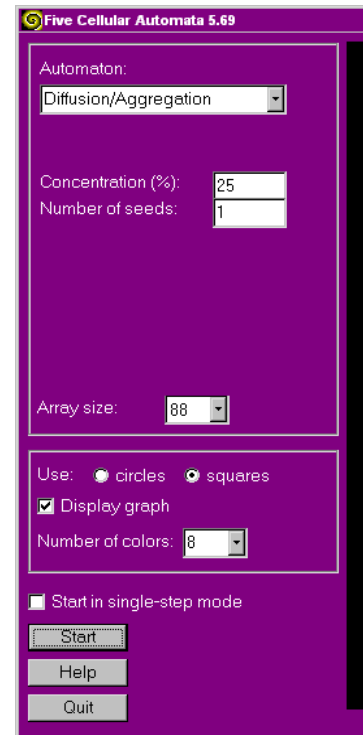 Five Cellular Automata 5.69
Automaton:
Diffusion/Aggregation
Concentration (%): 25
Number of seeds: 1
Array size: 88
Use: circles squares
Display graph
Number of colors: 8
Start in single-step mode
Start
Help
Quit